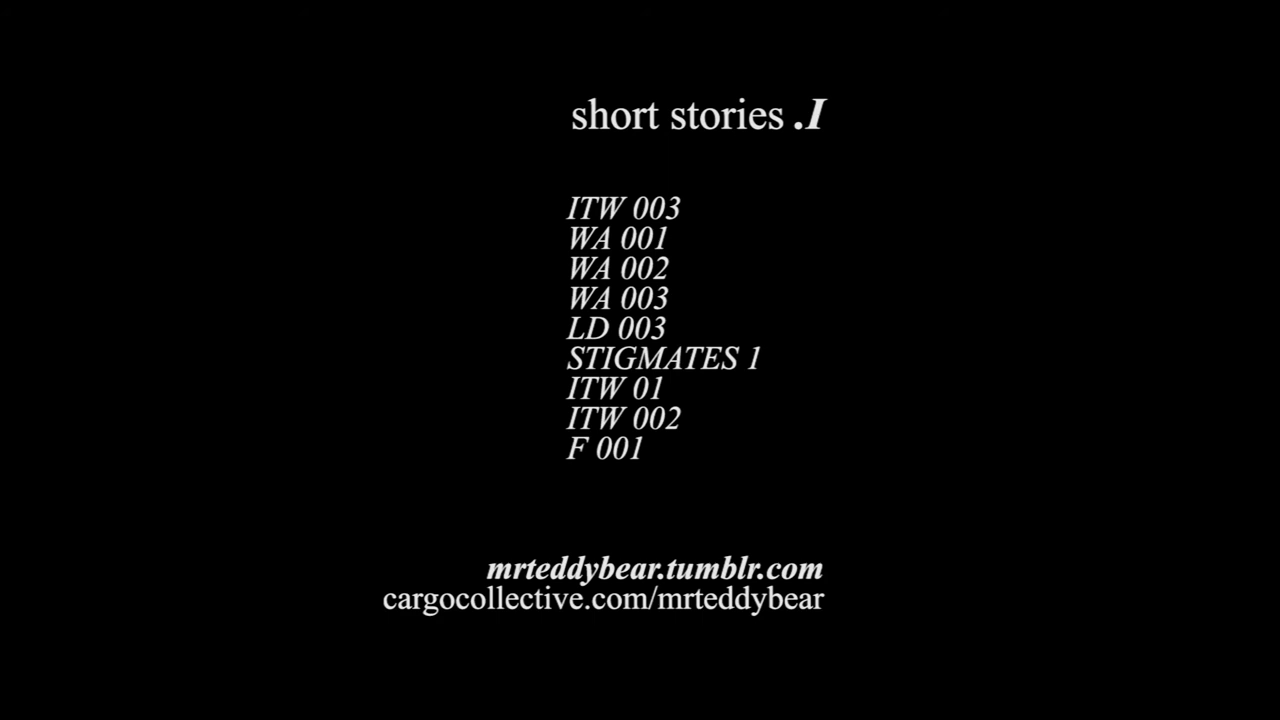 short stories .I
ITW 003
WA 001
WA 002
WA 003
LD 003
STIGMATES 1
ITW 01
ITW 002
F 001
mrteddybear.tumblr.com
cargocollective.com/mrteddybear